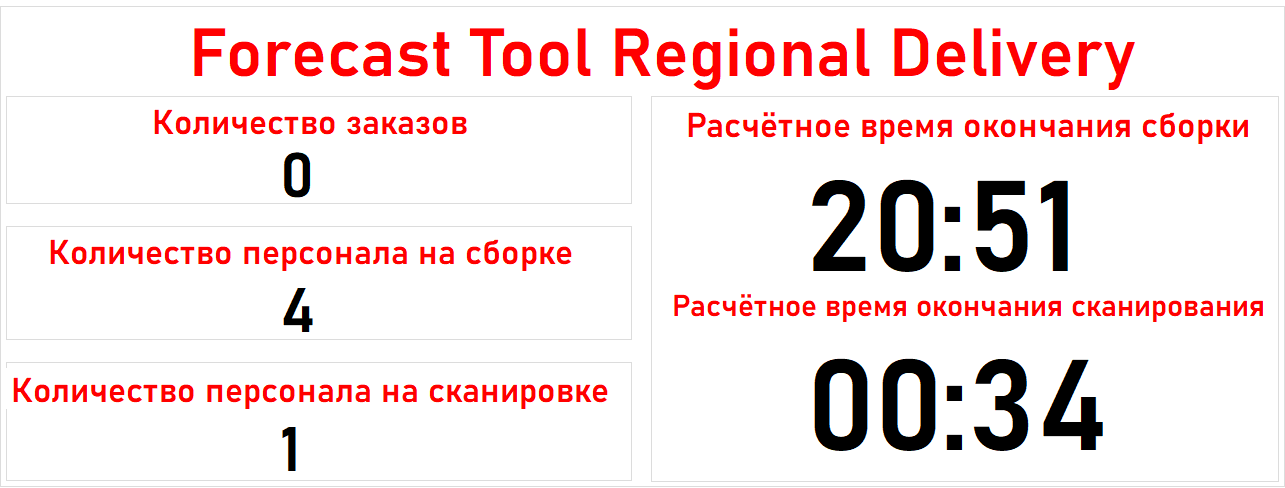 Forecast Tool Regional Delivery
Количество заказов
0
Количество персонала на сборке
4
Количество персонала на сканировке
1
Расчётное время окончания сборки
20:51
Расчётное время окончания сканирования
00:34